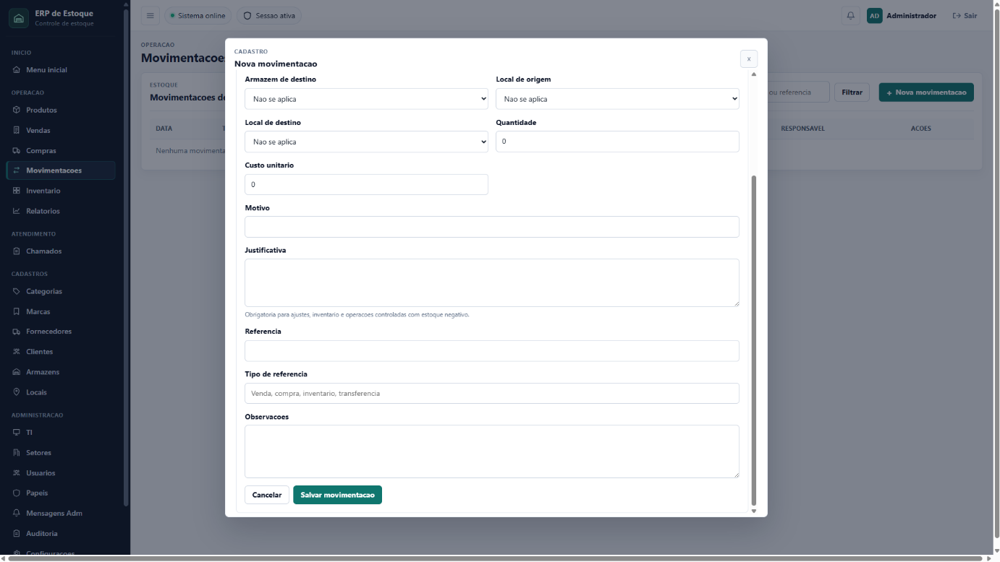 ERP de Estoque
Controle de estoque
INICIO
Menu inicial
OPERACAO
Produtos
Vendas
Compras
Movimentacoes
Inventario
Relatorios
ATENDIMENTO
Chamados
CADASTROS
Categorias
Marcas
Fornecedores
Clientes
Armazens
Locais
ADMINISTRACAO
TI
Setores
Usuarios
Papeis
Mensagens Adm
Auditoria
Configuracoes
Sistema online
Sessao ativa
AD
Administrador
Sair
OPERACAO
Movimentacoes
ESTOQUE
Movimentacoes de
ou referencia
Filtrar
+ Nova movimentacao
DATA
RESPONSAVEL
ACOES
Nenhuma movimenta
CADASTRO
Nova movimentacao
x
Armazem de destino
Local de origem
Nao se aplica
Nao se aplica
Local de destino
Quantidade
Nao se aplica
0
Custo unitario
0
Motivo
Justificativa
Obrigatoria para ajustes, inventario e operacoes controladas com estoque negativo.
Referencia
Tipo de referencia
Venda, compra, inventario, transferencia
Observacoes
Cancelar
Salvar movimentacao